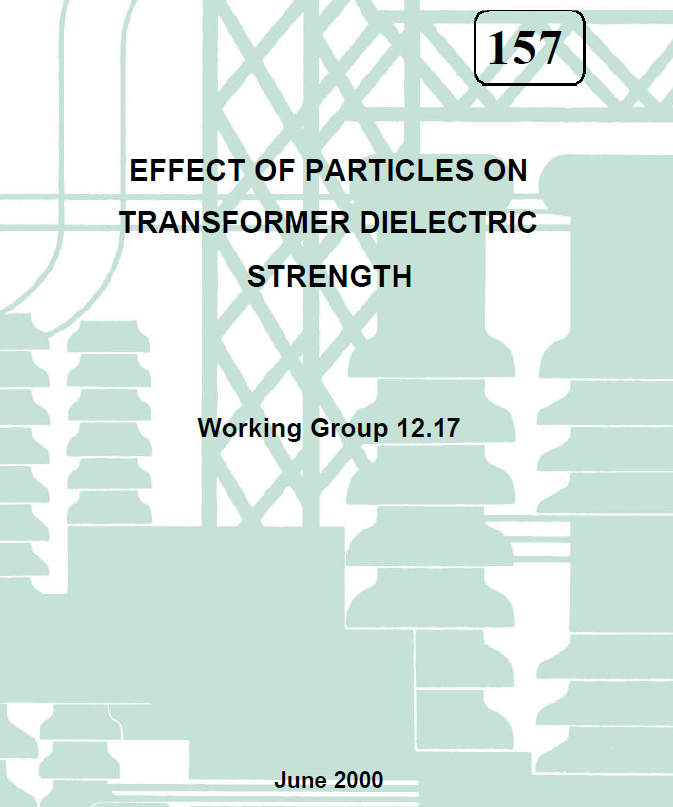 157
EFFECT OF PARTICLES ON
TRANSFORMER DIELECTRIC
STRENGTH
Working Group 12.17
June 2000